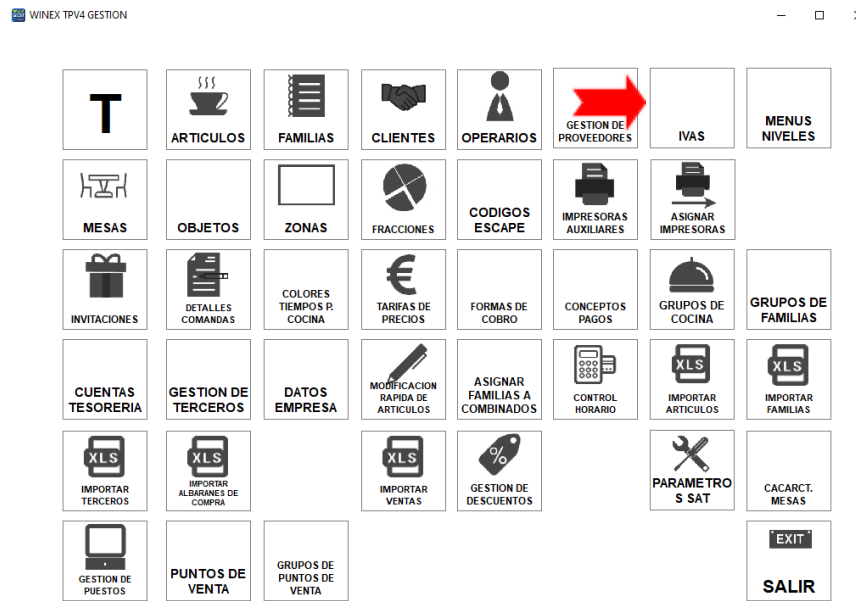 WINEX TPV4 GESTION
T
ARTICULOS
FAMILIAS
CLIENTES
OPERARIOS
GESTION DE
PROVEEDORES
IVAS
MENUS
NIVELES
MESAS
OBJETOS
ZONAS
FRACCIONES
CODIGOS
ESCAPE
IMPRESORAS
AUXILIARES
ASIGNAR
IMPRESORAS
INVITACIONES
DETALLES
COMANDAS
COLORES
TIEMPOS P.
COCINA
€
TARIFAS DE
PRECIOS
FORMAS DE
COBRO
CONCEPTOS
PAGOS
GRUPOS DE
COCINA
GRUPOS DE
FAMILIAS
CUENTAS
TESORERIA
GESTION DE
TERCEROS
DATOS
EMPRESA
MODIFICACION
RAPIDA DE
ARTICULOS
ASIGNAR
FAMILIAS A
COMBINADOS
CONTROL
HORARIO
XLS
IMPORTAR
ARTICULOS
XLS
IMPORTAR
FAMILIAS
XLS
IMPORTAR
TERCEROS
XLS
IMPORTAR
ALBARANES DE
COMPRA
XLS
IMPORTAR
VENTAS
%
GESTION DE
DESCUENTOS
PARAMETRO
S SAT
CACARCT.
MESAS
GESTION DE
PUESTOS
PUNTOS DE
VENTA
GRUPOS DE
PUNTOS DE
VENTA
EXIT
SALIR